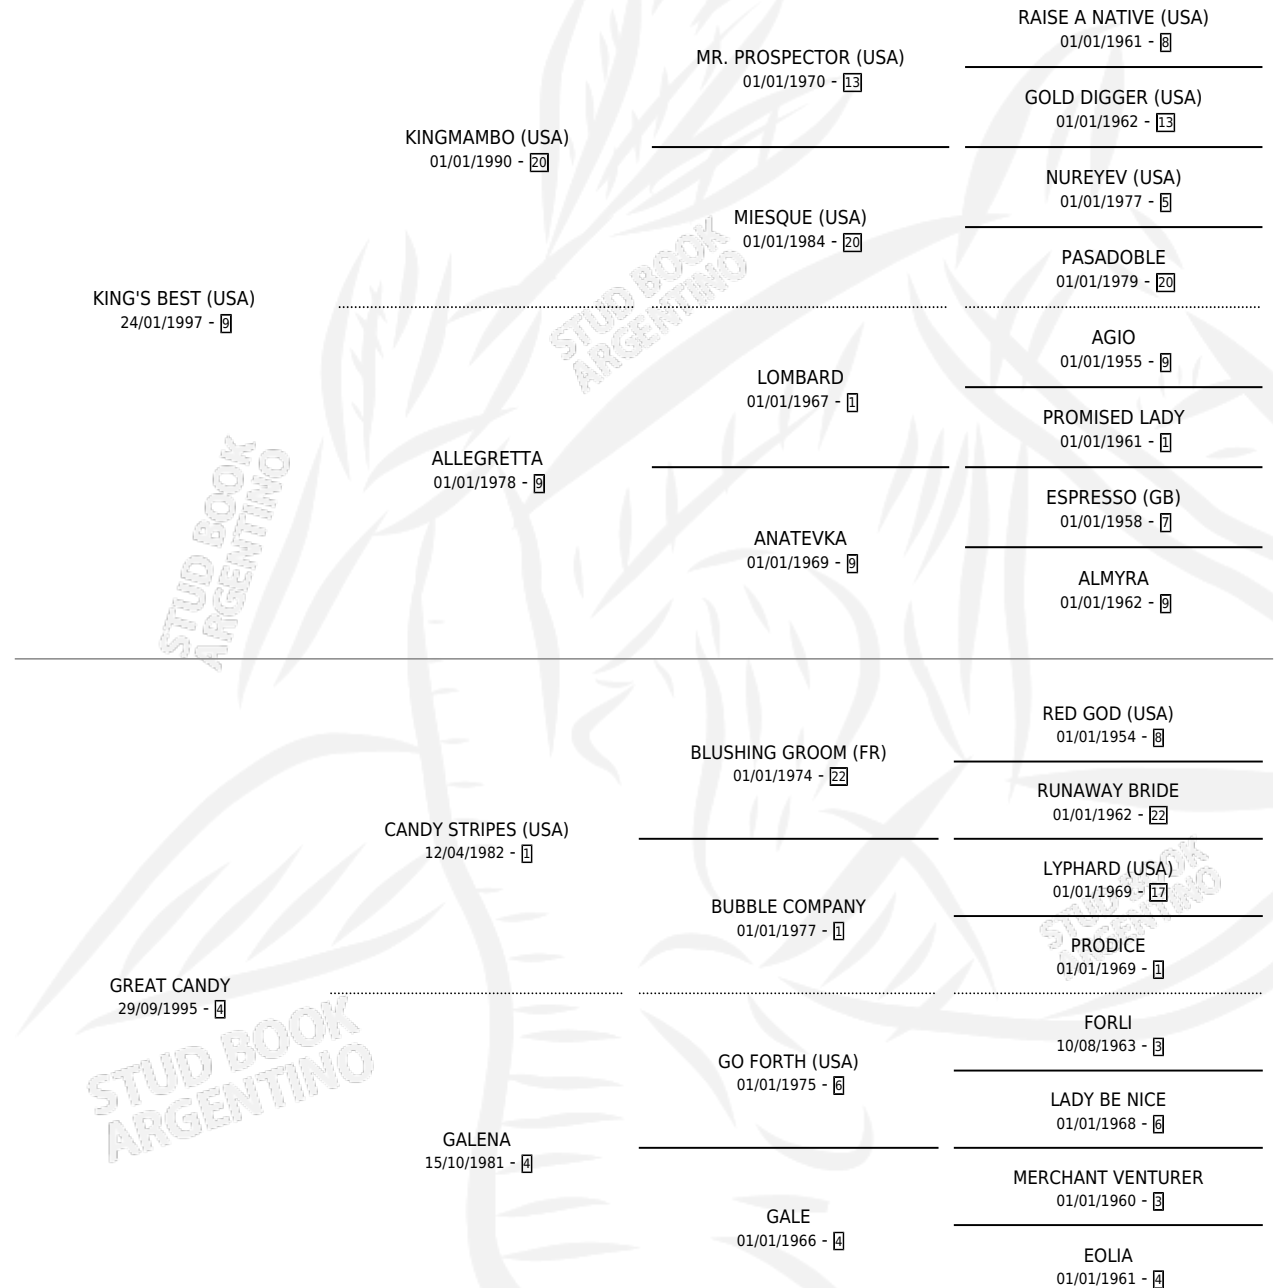 RAISE A NATIVE (USA)
01/01/1961 - 8
MR. PROSPECTOR (USA)
01/01/1970 - 13
GOLD DIGGER (USA)
01/01/1962 - 13
KINGMAMBO (USA)
01/01/1990 - 20
NUREYEV (USA)
01/01/1977 - 5
MIESQUE (USA)
01/01/1984 - 20
PASADOBLE
01/01/1979 - 20
KING'S BEST (USA)
24/01/1997 - 9
STUD BOOK
ARGENTINO
AGIO
01/01/1955 - 9
LOMBARD
01/01/1967 - 1
PROMISED LADY
01/01/1961 - 1
ALLEGRETTA
01/01/1978 - 9
ESPRESSO (GB)
01/01/1958 - 7
ANATEVKA
01/01/1969 - 9
ALMYRA
01/01/1962 - 9
STUD BOOK
ARGENTINO
RED GOD (USA)
01/01/1954 - 8
BLUSHING GROOM (FR)
01/01/1974 - 22
RUNAWAY BRIDE
01/01/1962 - 22
CANDY STRIPES (USA)
12/04/1982 - 1
LYPHARD (USA)
01/01/1969 - 17
STUD BOOK
ARGENTINO
BUBBLE COMPANY
01/01/1977 - 1
PRODICE
01/01/1969 - 1
GREAT CANDY
29/09/1995 - 4
STUD BOOK
ARGENTINO
FORLI
10/08/1963 - 3
GO FORTH (USA)
01/01/1975 - 6
LADY BE NICE
01/01/1968 - 6
GALENA
15/10/1981 - 4
MERCHANT VENTURER
01/01/1960 - 3
GALE
01/01/1966 - 4
EOLIA
01/01/1961 - 4